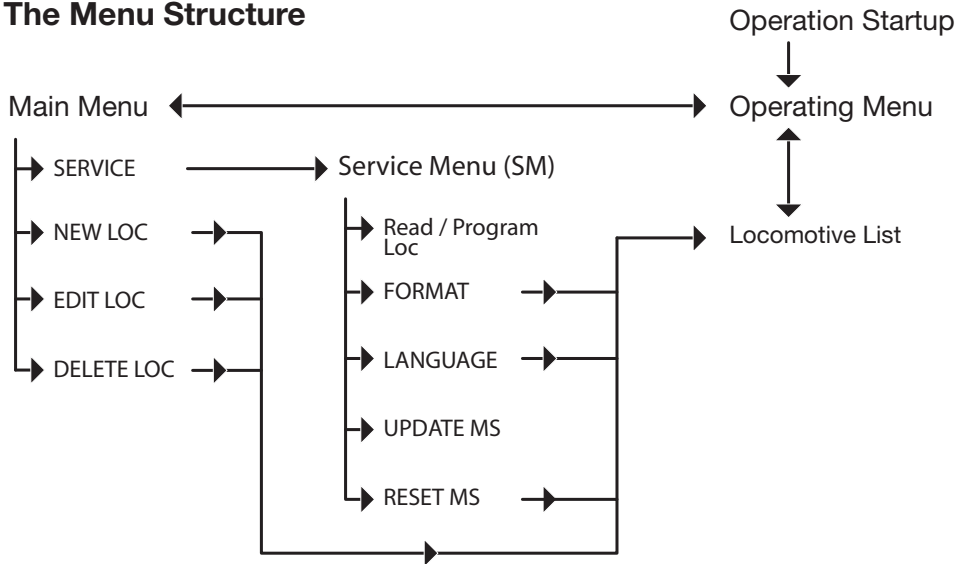 The Menu Structure
Operation Startup
Main Menu
Operating Menu
SERVICE
Service Menu (SM)
NEW LOC
Read / Program
Loc
Locomotive List
EDIT LOC
FORMAT
DELETE LOC
LANGUAGE
UPDATE MS
RESET MS